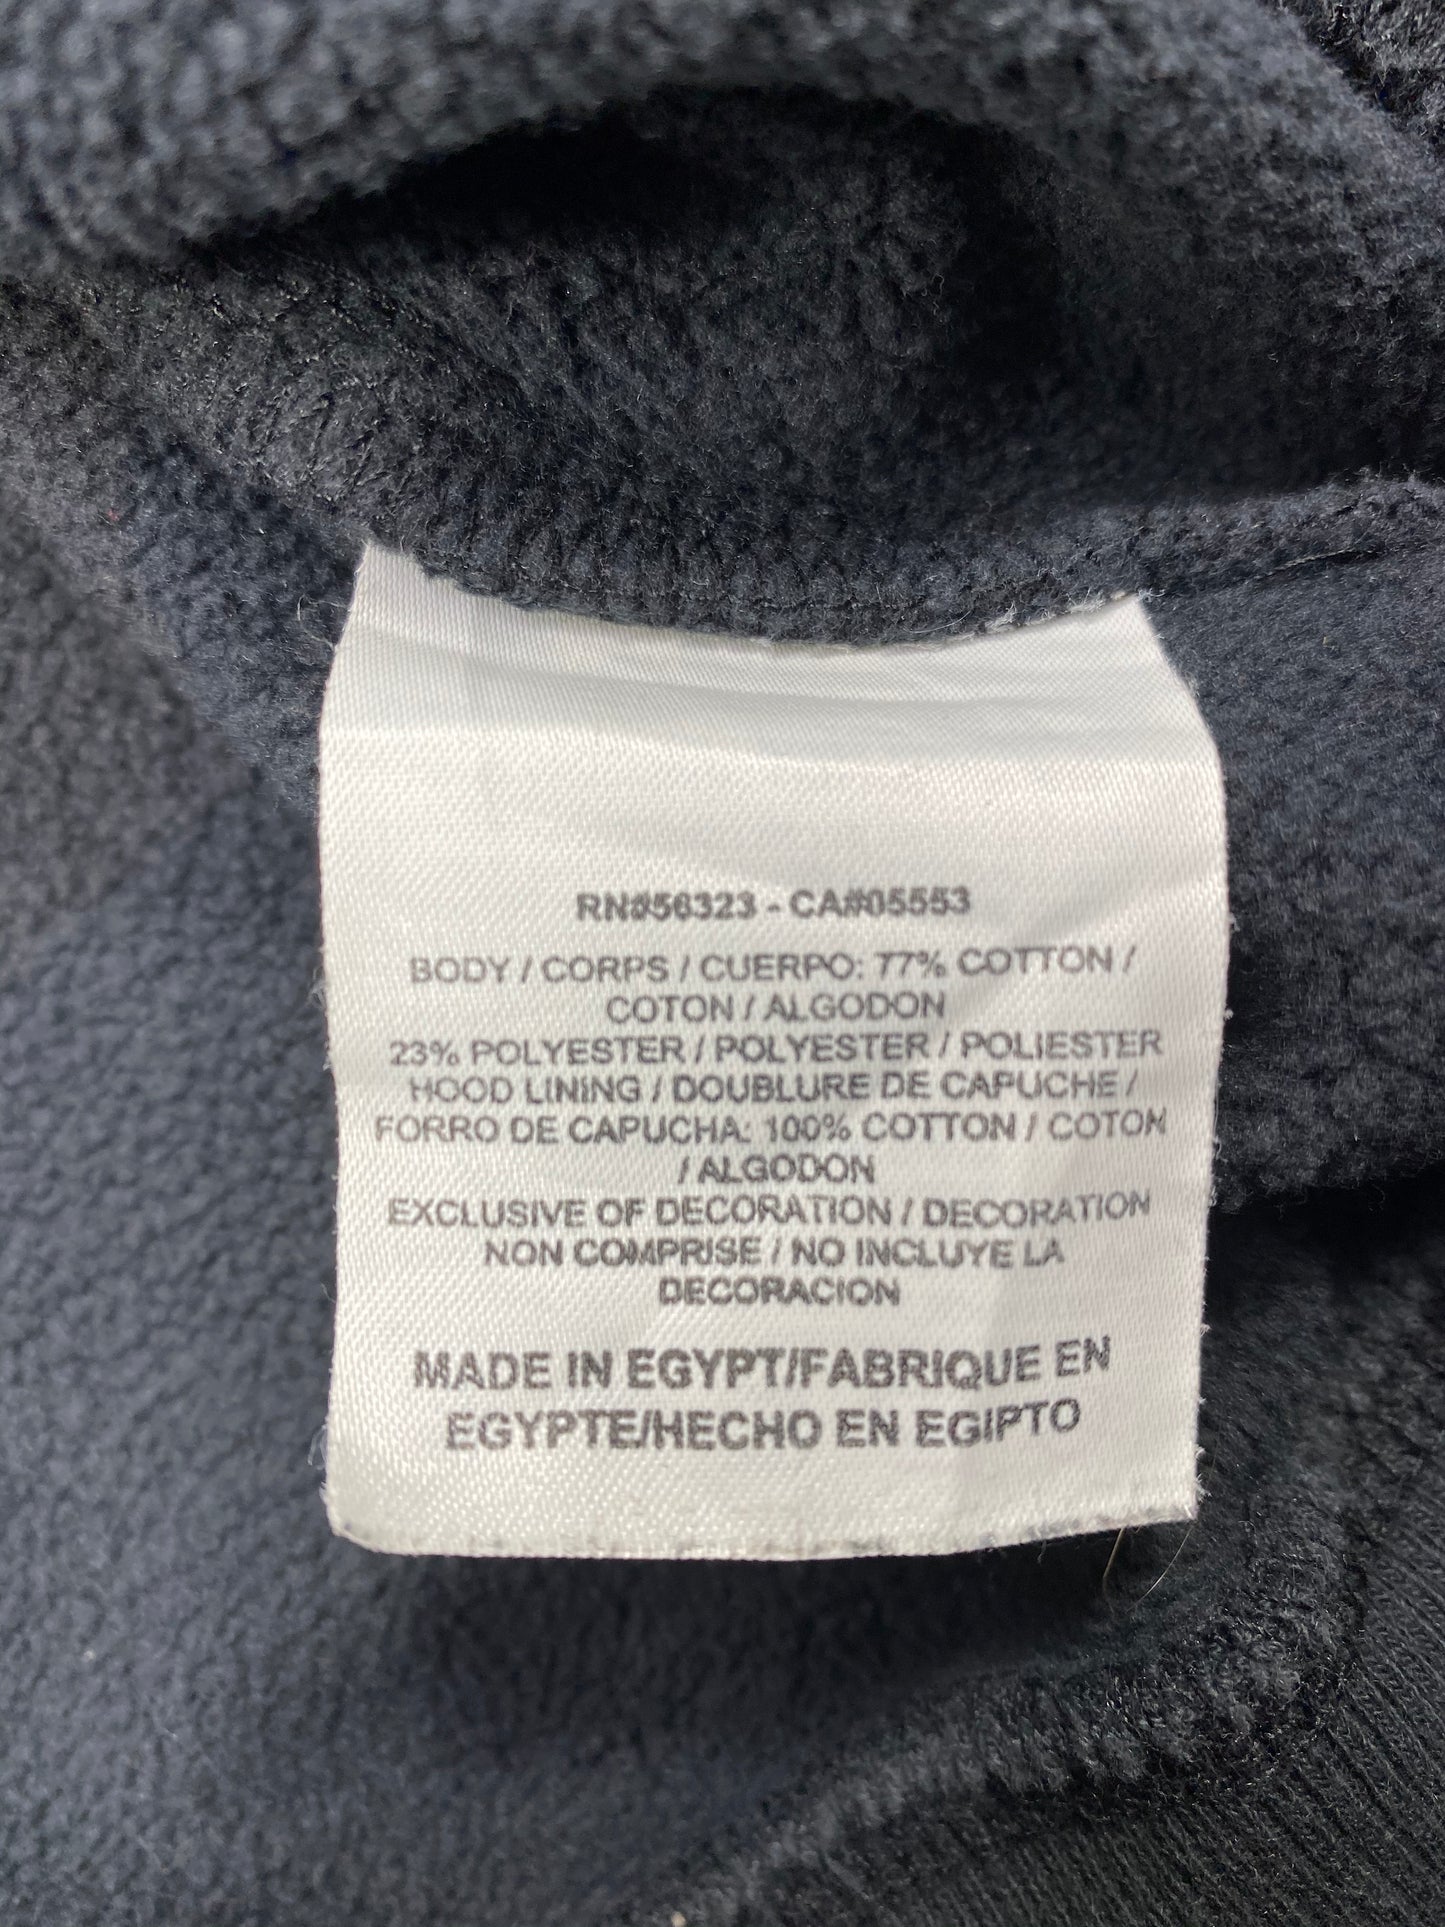 RN#56323 - CA#05553
BODY / CORPS / CUERPO: 77% COTTON /
COTON / ALGODON
23% POLYESTER / POLYESTER / POLIESTER
HOOD LINING / DOUBLURE DE CAPUCHE /
FORRO DE CAPUCHA: 100% COTTON / COTON
/ ALGODON
EXCLUSIVE OF DECORATION / DECORATION
NON COMPRISE / NO INCLUYE LA
DECORACION
MADE IN EGYPT/FABRIQUE EN
EGYPTE/HECHO EN EGIPTO